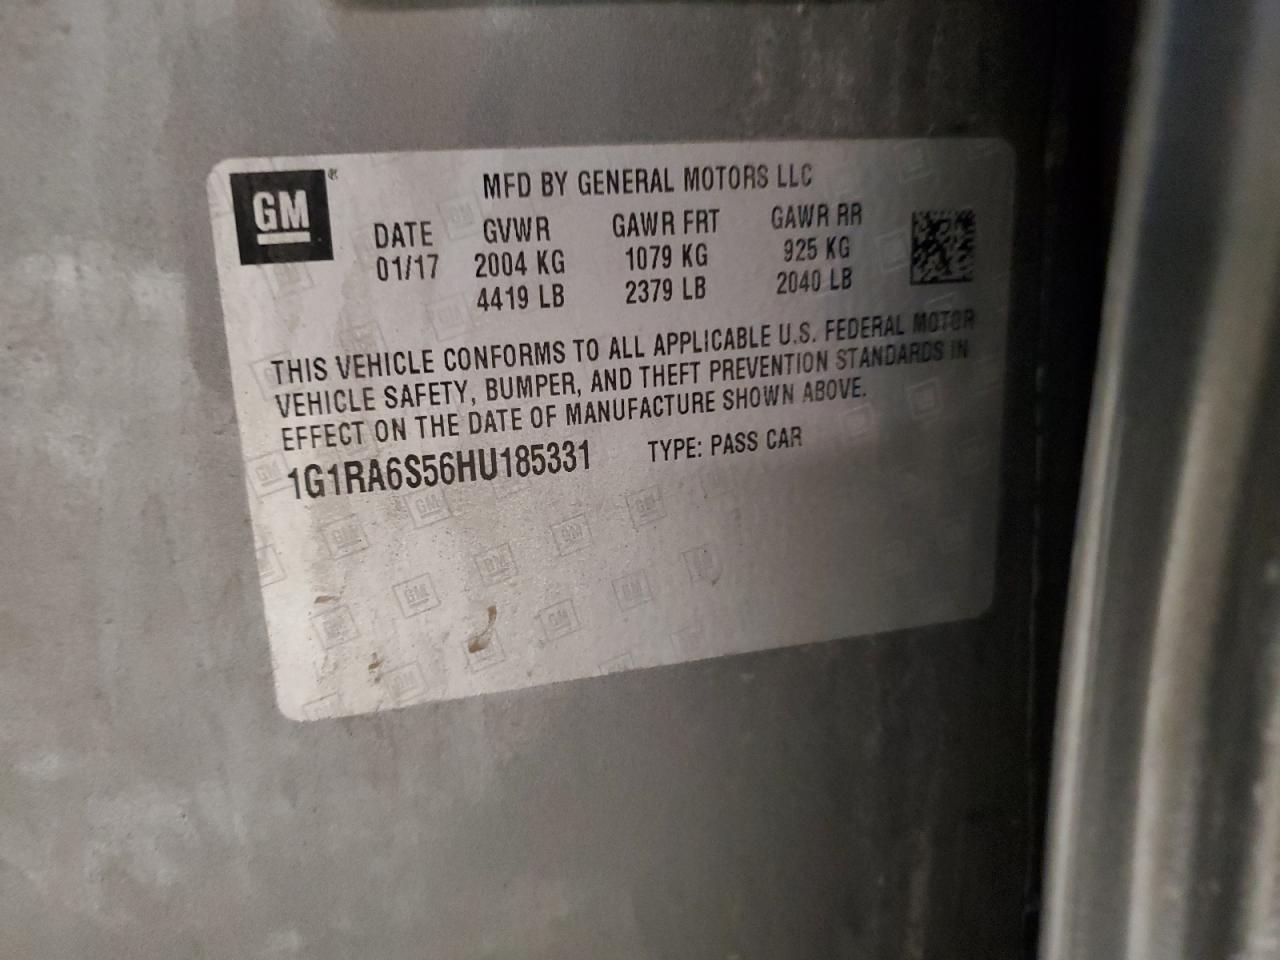 GM
MFD BY GENERAL MOTORS LLC
DATE GVWR GAWR FRT GAWR RR
01/17 2004 KG 1079 KG 925 KG
4419 LB 2379 LB 2040 LB
THIS VEHICLE CONFORMS TO ALL APPLICABLE U.S. FEDERAL MOTOR
VEHICLE SAFETY, BUMPER, AND THEFT PREVENTION STANDARDS IN
EFFECT ON THE DATE OF MANUFACTURE SHOWN ABOVE.
1G1RA6S56HU185331 TYPE: PASS CAR